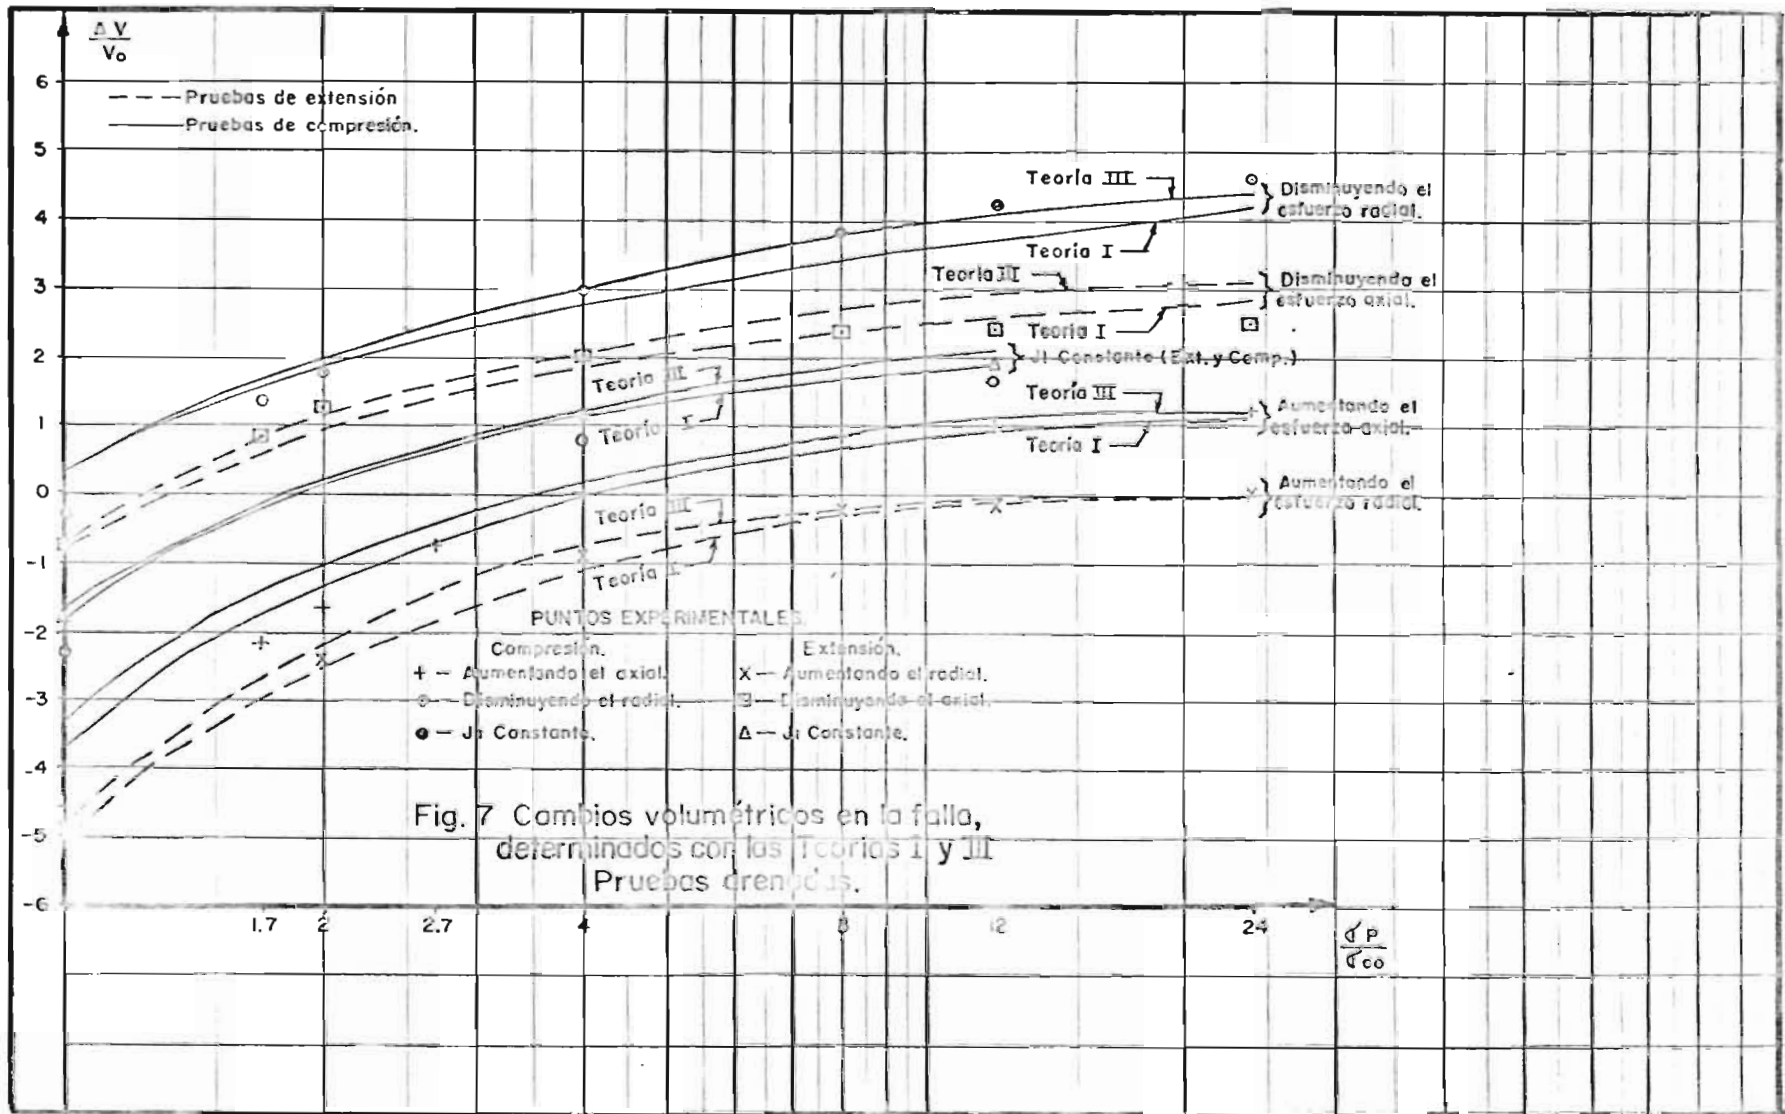 ΔV
Vo
6
5
4
3
2
1
0
-1
-2
-3
-4
-5
-6
Pruebas de extensión
Pruebas de compresión.
Teoría III
Disminuyendo el
esfuerzo radial.
Teoría I
Teoría III
Disminuyendo el
esfuerzo axial.
Teoría I
J1 Constante (Ext. y Comp.)
Teoría III
Teoría I
Teoría III
Aumentando el
esfuerzo axial.
Teoría I
Aumentando el
esfuerzo radial.
Teoría III
Teoría I
PUNTOS EXPERIMENTALES
Compresión.
Extensión.
+ — Aumentando el axial.
X — Aumentando el radial.
⊙ — Disminuyendo el radial.
⊡ — Disminuyendo el axial.
— J1 Constante.
Δ — J1 Constante.
Fig. 7 Cambios volumétricos en la falla,
determinados con las Teorías I y III
Pruebas drenadas.
1.7 2 2.7 4 8 12 24
σP
σco